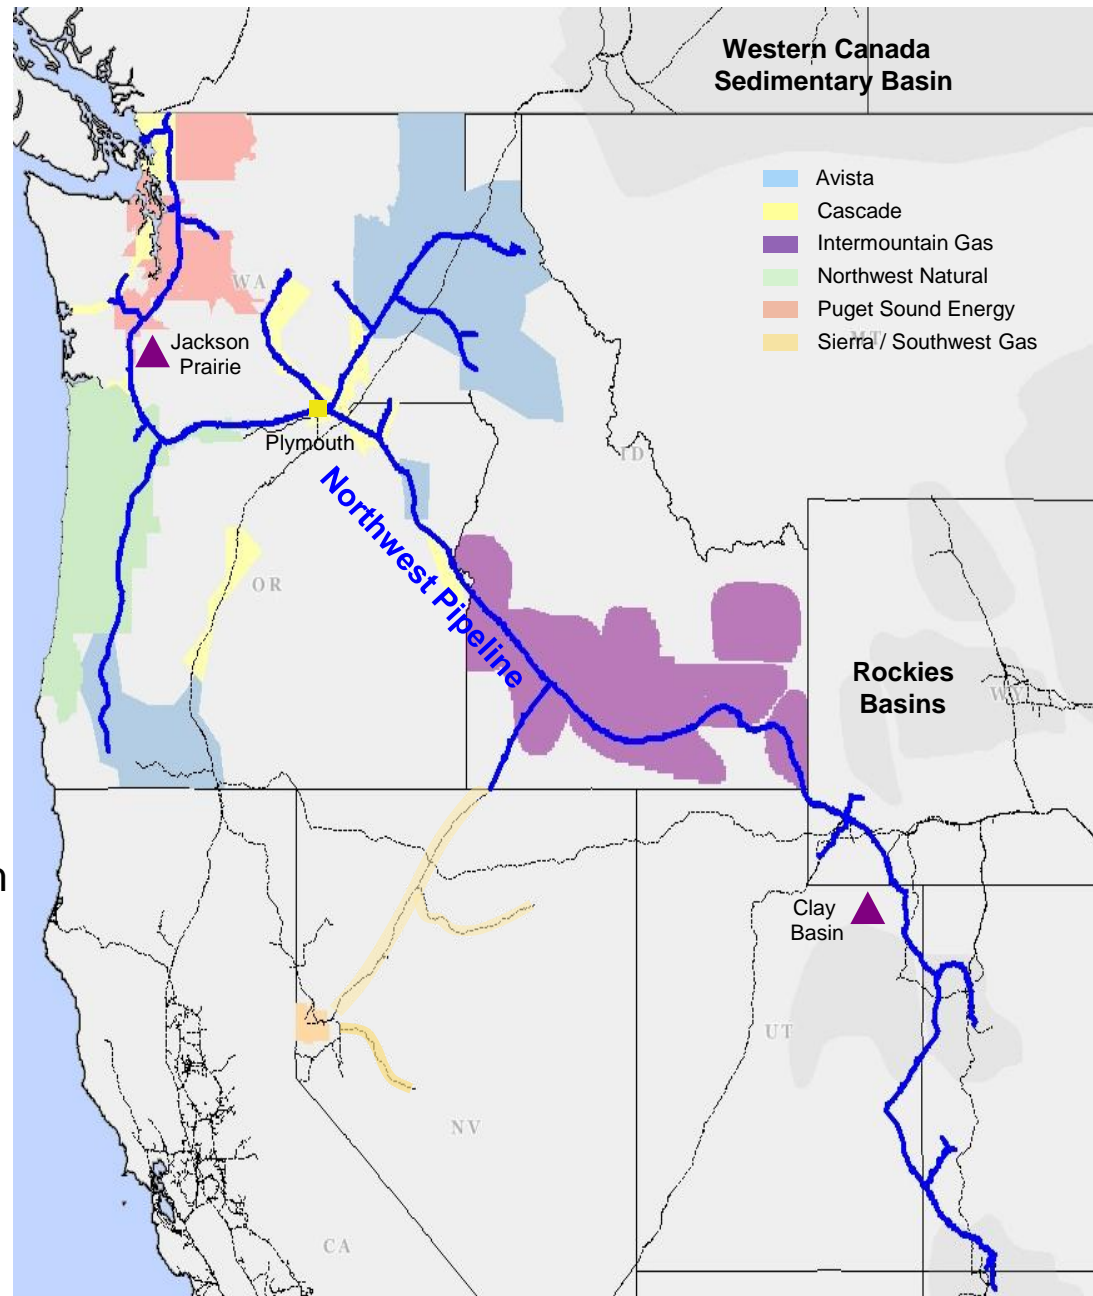 Western Canada
Sedimentary Basin
Avista
Cascade
Intermountain Gas
Northwest Natural
Puget Sound Energy
Sierra / Southwest Gas
WA
MT
Jackson
Prairie
Plymouth
ID
Northwest Pipeline
OR
Rockies
Basins
WY
n
Clay
Basin
UT
NV
CA